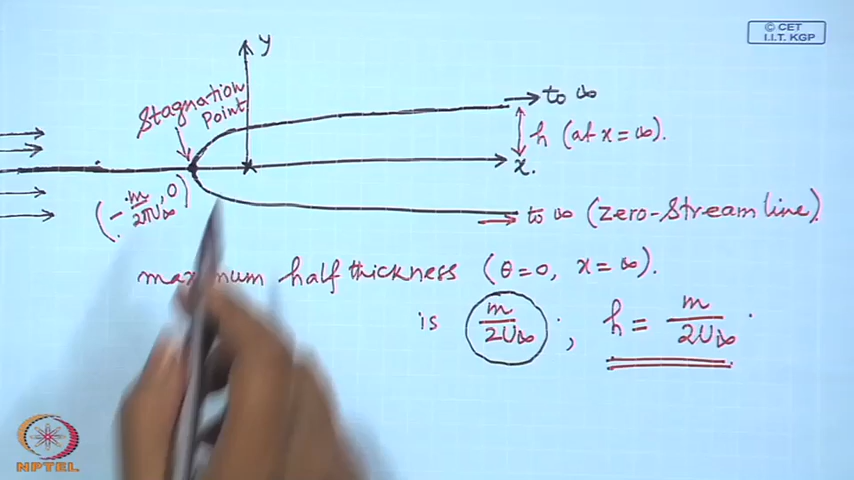 © CET
I.I.T. KGP
y
Stagnation
Point
to ∞
h (at x = ∞).
x.
(-m/2πU∞, 0)
to ∞ (zero-stream line).
maximum half thickness (θ=0, x=∞).
is m/2U∞ ; h = m/2U∞.
NPTEL